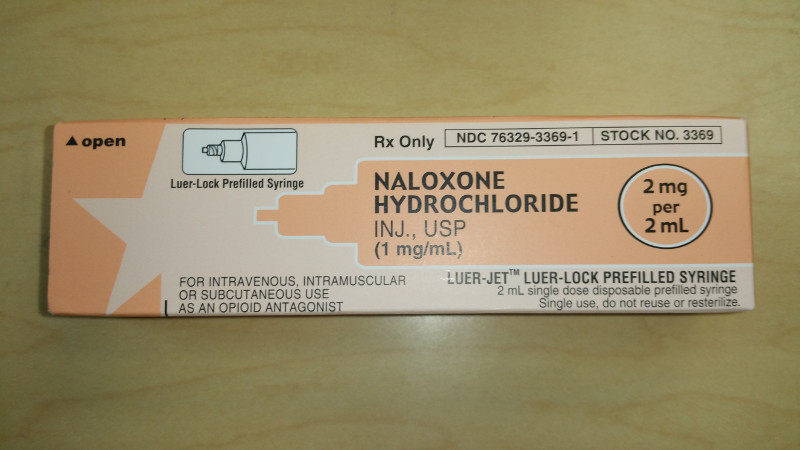 ▲ open
Luer-Lock Prefilled Syringe
Rx Only NDC 76329-3369-1 STOCK NO. 3369
NALOXONE
HYDROCHLORIDE
INJ., USP
(1 mg/mL)
2 mg
per
2 mL
FOR INTRAVENOUS, INTRAMUSCULAR
OR SUBCUTANEOUS USE
AS AN OPIOID ANTAGONIST
LUER-JET™ LUER-LOCK PREFILLED SYRINGE
2 mL single dose disposable prefilled syringe
Single use, do not reuse or resterilize.